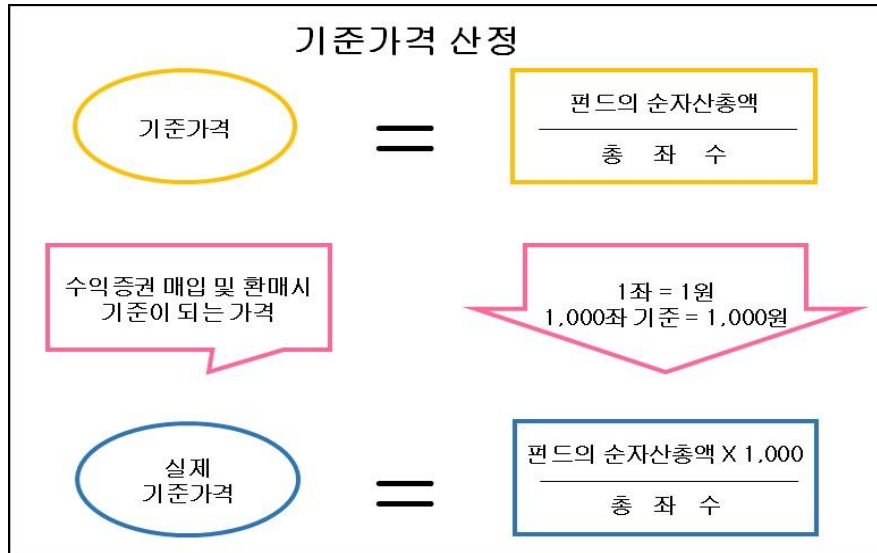 기준가격 산정
기준가격
=
펀드의 순자산총액
총 좌 수
수익증권 매입 및 환매시
기준이 되는 가격
1좌 = 1원
1,000좌 기준 = 1,000원
실제
기준가격
=
펀드의 순자산총액 X 1,000
총 좌 수